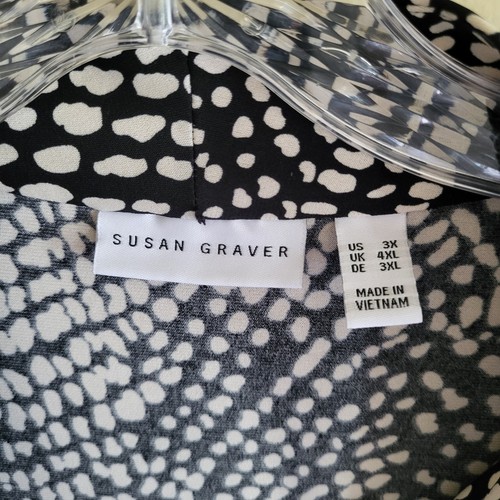 SUSAN GRAVER
US 3X
UK 4XL
DE 3XL
MADE IN
VIETNAM